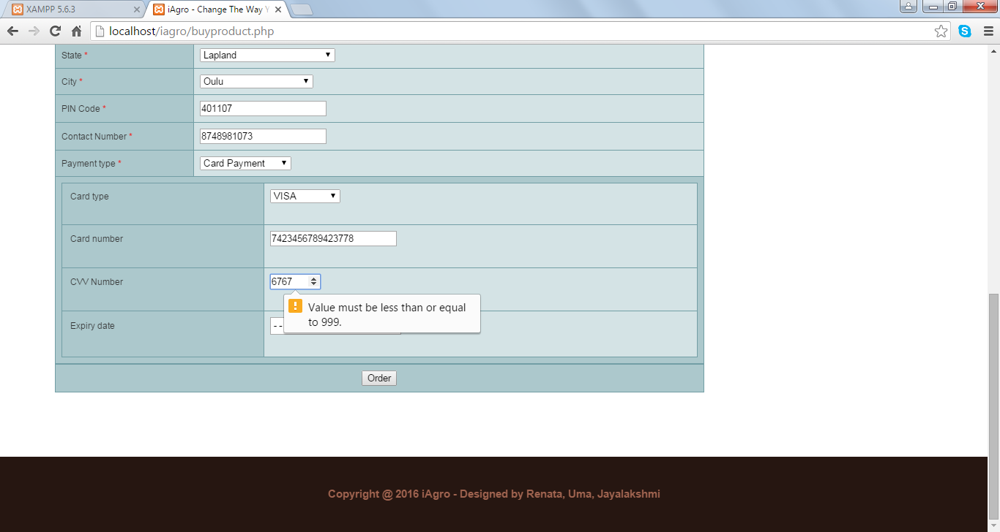 XAMPP 5.6.3
iAgro - Change The Way Y
localhost/iagro/buyproduct.php
State * Lapland
City * Oulu
PIN Code * 401107
Contact Number * 8748981073
Payment type * Card Payment
Card type VISA
Card number 7423456789423778
CVV Number 6767
Value must be less than or equal
to 999.
Expiry date --
Order
Copyright @ 2016 iAgro - Designed by Renata, Uma, Jayalakshmi